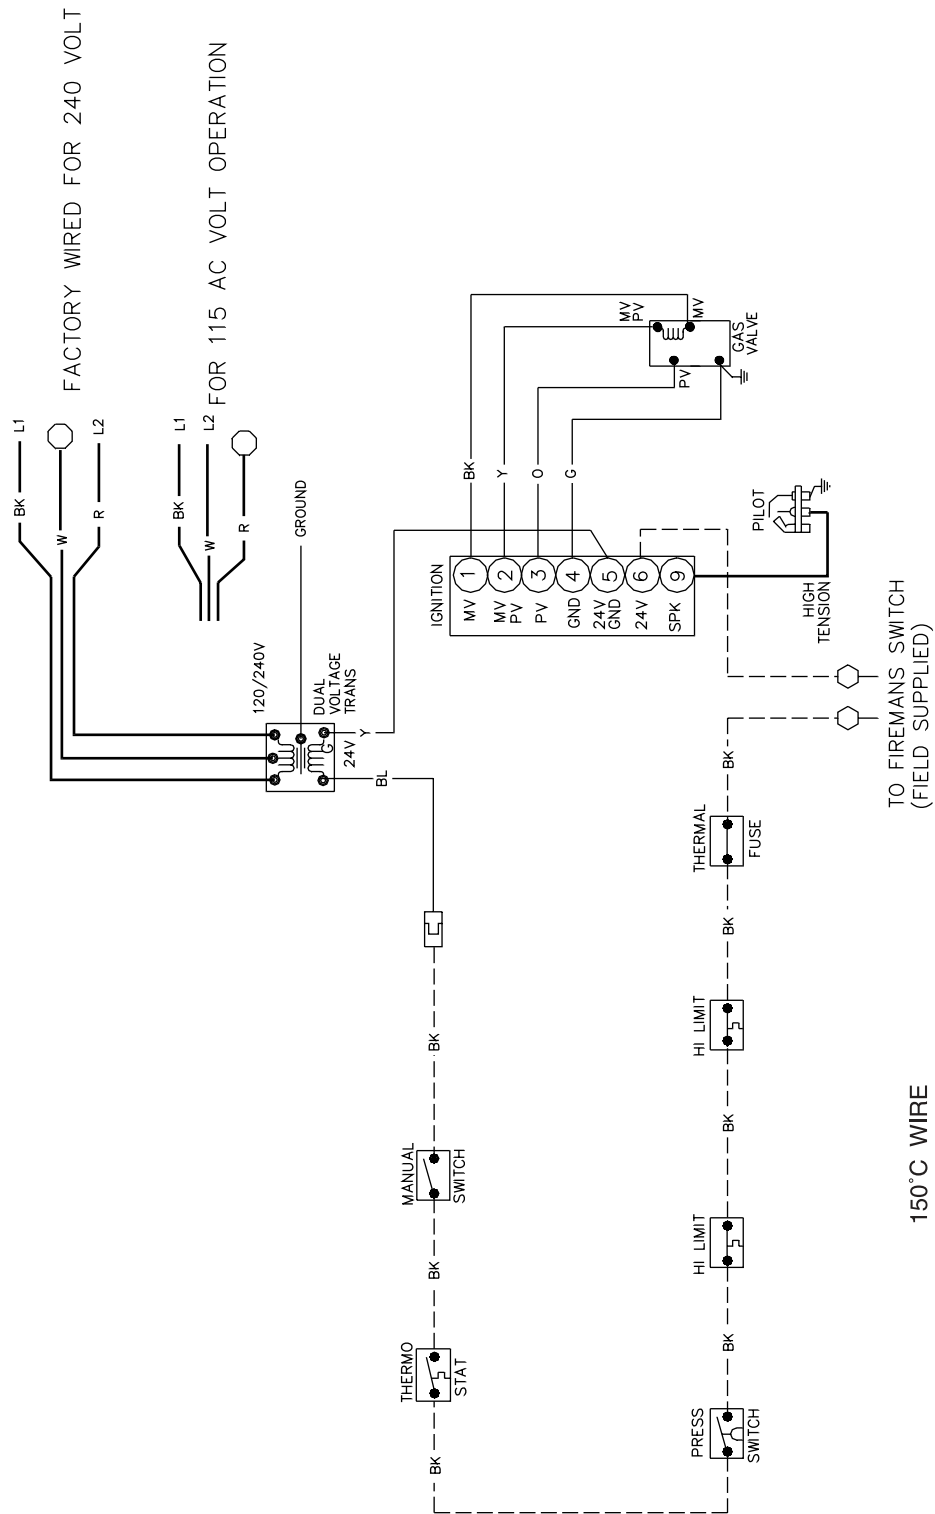 FACTORY WIRED FOR 240 VOLT
L1
BK
W
R
L2
FOR 115 AC VOLT OPERATION
L1
BK
L2
W
R
GROUND
120/240V
DUAL
VOLTAGE
TRANS
G
24V
Y
BL
IGNITION
1
MV
2
MV
PV
3
PV
4
GND
5
24V
GND
6
24V
9
SPK
BK
Y
O
G
MV
PV
MV
PV
GAS
VALVE
PILOT
HIGH
TENSION
TO FIREMANS SWITCH
(FIELD SUPPLIED)
BK
MANUAL
SWITCH
BK
THERMO
STAT
BK
PRESS
SWITCH
BK
HI LIMIT
BK
HI LIMIT
BK
THERMAL
FUSE
BK
150°C WIRE